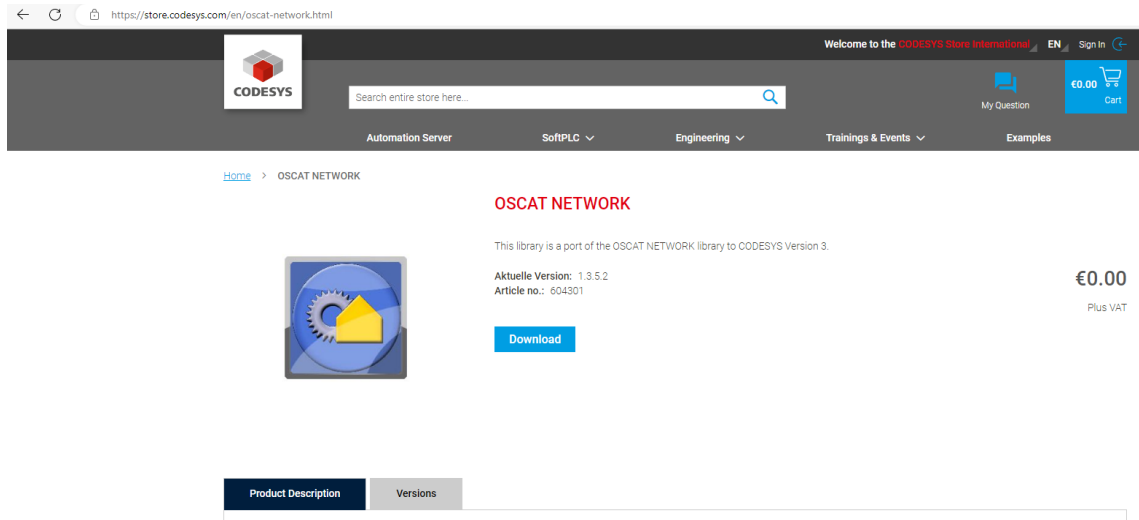 https://store.codesys.com/en/oscat-network.html
Welcome to the CODESYS Store International EN Sign In
CODESYS
Search entire store here...
My Question
€0.00
Cart
Automation Server SoftPLC Engineering Trainings & Events Examples
Home > OSCAT NETWORK
OSCAT NETWORK
This library is a part of the OSCAT NETWORK library to CODESYS Version 3.
Aktuelle Version: 1.3.5.2
Article no.: 604301
€0.00
Plus VAT
Download
Product Description Versions